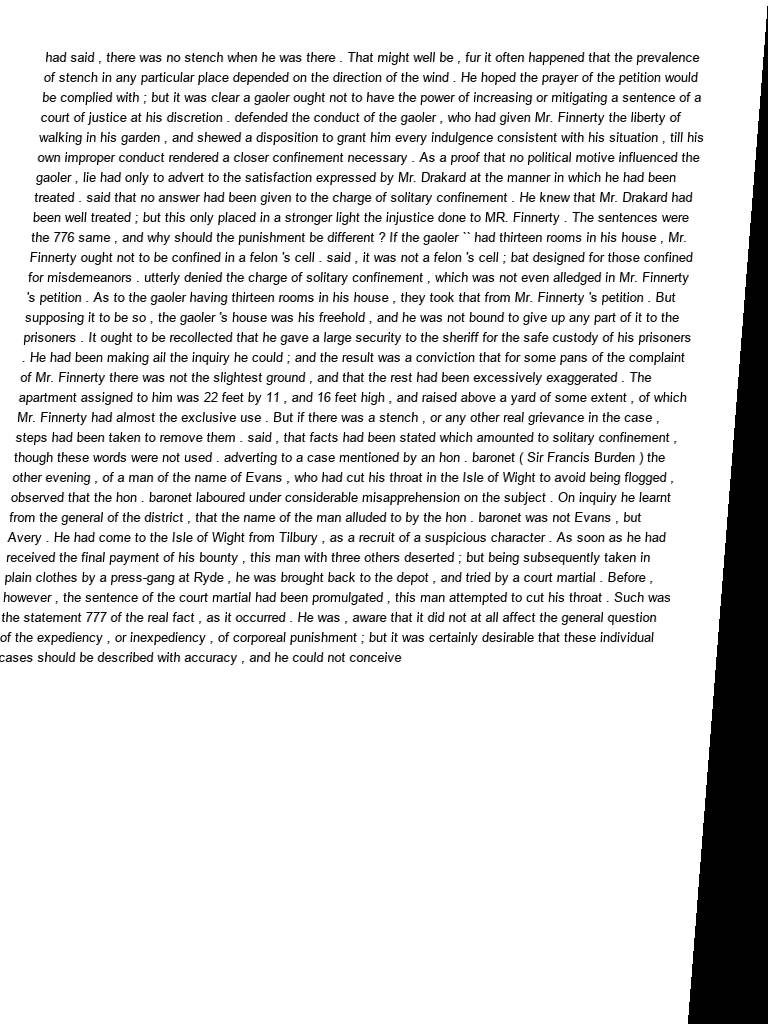 had said , there was no stench when he was there . That might well be , fur it often happened that the prevalence
of stench in any particular place depended on the direction of the wind . He hoped the prayer of the petition would
be complied with ; but it was clear a gaoler ought not to have the power of increasing or mitigating a sentence of a
court of justice at his discretion . defended the conduct of the gaoler , who had given Mr. Finnerty the liberty of
walking in his garden , and shewed a disposition to grant him every indulgence consistent with his situation , till his
own improper conduct rendered a closer confinement necessary . As a proof that no political motive influenced the
gaoler , lie had only to advert to the satisfaction expressed by Mr. Drakard at the manner in which he had been
treated . said that no answer had been given to the charge of solitary confinement . He knew that Mr. Drakard had
been well treated ; but this only placed in a stronger light the injustice done to MR. Finnerty . The sentences were
the 776 same , and why should the punishment be different ? If the gaoler `` had thirteen rooms in his house , Mr.
Finnerty ought not to be confined in a felon 's cell . said , it was not a felon 's cell ; bat designed for those confined
for misdemeanors . utterly denied the charge of solitary confinement , which was not even alledged in Mr. Finnerty
's petition . As to the gaoler having thirteen rooms in his house , they took that from Mr. Finnerty 's petition . But
supposing it to be so , the gaoler 's house was his freehold , and he was not bound to give up any part of it to the
prisoners . It ought to be recollected that he gave a large security to the sheriff for the safe custody of his prisoners
. He had been making ail the inquiry he could ; and the result was a conviction that for some pans of the complaint
of Mr. Finnerty there was not the slightest ground , and that the rest had been excessively exaggerated . The
apartment assigned to him was 22 feet by 11 , and 16 feet high , and raised above a yard of some extent , of which
Mr. Finnerty had almost the exclusive use . But if there was a stench , or any other real grievance in the case ,
steps had been taken to remove them . said , that facts had been stated which amounted to solitary confinement ,
though these words were not used . adverting to a case mentioned by an hon . baronet ( Sir Francis Burden ) the
other evening , of a man of the name of Evans , who had cut his throat in the Isle of Wight to avoid being flogged ,
observed that the hon . baronet laboured under considerable misapprehension on the subject . On inquiry he learnt
from the general of the district , that the name of the man alluded to by the hon . baronet was not Evans , but
Avery . He had come to the Isle of Wight from Tilbury , as a recruit of a suspicious character . As soon as he had
received the final payment of his bounty , this man with three others deserted ; but being subsequently taken in
plain clothes by a press-gang at Ryde , he was brought back to the depot , and tried by a court martial . Before ,
however , the sentence of the court martial had been promulgated , this man attempted to cut his throat . Such was
the statement 777 of the real fact , as it occurred . He was , aware that it did not at all affect the general question
of the expediency , or inexpediency , of corporeal punishment ; but it was certainly desirable that these individual
cases should be described with accuracy , and he could not conceive